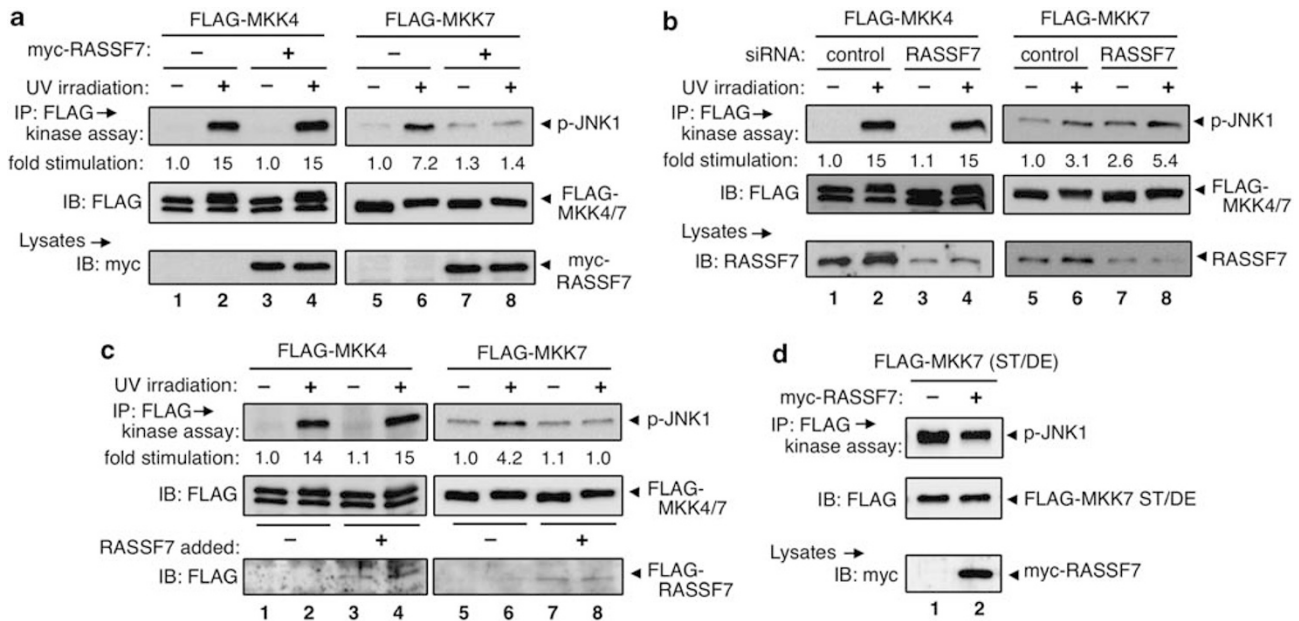 a
FLAG-MKK4 FLAG-MKK7
myc-RASSF7: – + – +
UV irradiation: – + – + – + – +
IP: FLAG →
kinase assay: ◄ p-JNK1
fold stimulation: 1.0 15 1.0 15 1.0 7.2 1.3 1.4
IB: FLAG ◄ FLAG-
MKK4/7
Lysates →
IB: myc ◄ myc-
RASSF7
1 2 3 4 5 6 7 8
b
FLAG-MKK4 FLAG-MKK7
siRNA: control RASSF7 control RASSF7
UV irradiation: – + – + – + – +
IP: FLAG →
kinase assay: ◄ p-JNK1
fold stimulation: 1.0 15 1.1 15 1.0 3.1 2.6 5.4
IB: FLAG ◄ FLAG-
MKK4/7
Lysates →
IB: RASSF7 ◄ RASSF7
1 2 3 4 5 6 7 8
c
FLAG-MKK4 FLAG-MKK7
UV irradiation: – + – + – + – +
IP: FLAG →
kinase assay: ◄ p-JNK1
fold stimulation: 1.0 14 1.1 15 1.0 4.2 1.1 1.0
IB: FLAG ◄ FLAG-
MKK4/7
RASSF7 added: – + – +
IB: FLAG ◄ FLAG-
RASSF7
1 2 3 4 5 6 7 8
d
FLAG-MKK7 (ST/DE)
myc-RASSF7: – +
IP: FLAG →
kinase assay: ◄ p-JNK1
IB: FLAG ◄ FLAG-MKK7 ST/DE
Lysates →
IB: myc ◄ myc-RASSF7
1 2